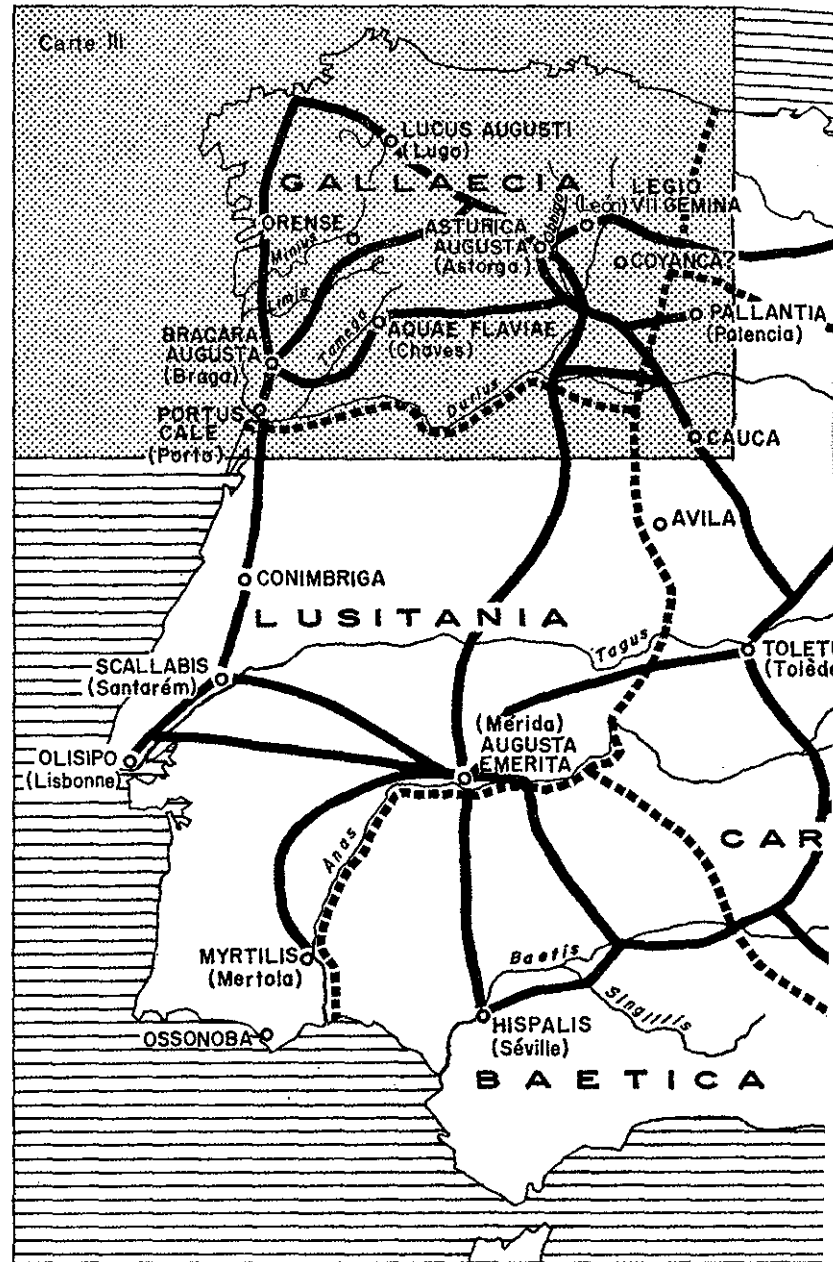 Carte III
LUCUS AUGUSTI
(Lugo)
GALLAECIA
LEGIO
(León) VII GEMINA
ORENSE
Minius
ASTURICA
AUGUSTA
(Astorga)
COYANCA?
Limia
Tamega
PALLANTIA
(Palencia)
BRACARA
AUGUSTA
(Braga)
AQUAE FLAVIAE
(Chaves)
PORTUS
CALE
(Porto)
Durius
CAUCA
AVILA
CONIMBRIGA
LUSITANIA
Tagus
TOLETU
(Tolède
SCALLABIS
(Santarém)
(Mérida)
AUGUSTA
EMERITA
OLISIPO
(Lisbonne)
Anas
CAR
MYRTILIS
(Mertola)
Baetis
Singillis
OSSONOBA
HISPALIS
(Séville)
BAETICA